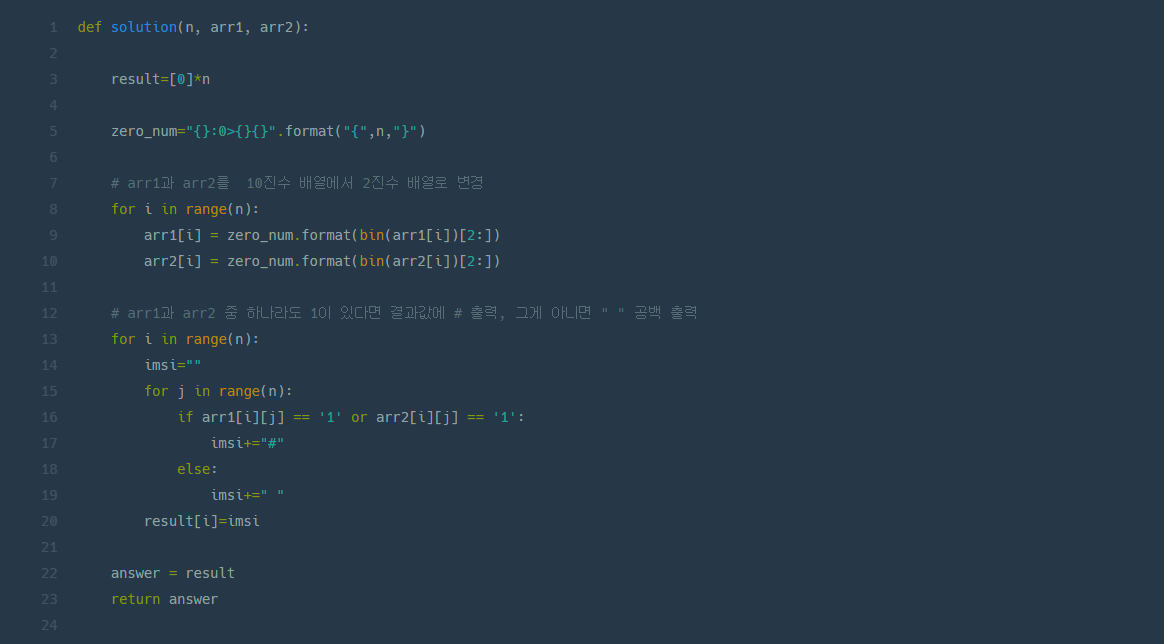 1 def solution(n, arr1, arr2):
2
3     result=[0]*n
4
5     zero_num="{}:0>{}{}".format("{",n,"}")
6
7     # arr1과 arr2를  10진수 배열에서 2진수 배열로 변경
8     for i in range(n):
9         arr1[i] = zero_num.format(bin(arr1[i])[2:])
10         arr2[i] = zero_num.format(bin(arr2[i])[2:])
11
12     # arr1과 arr2 중 하나라도 1이 있다면 결과값에 # 출력, 그게 아니면 " " 공백 출력
13     for i in range(n):
14         imsi=""
15         for j in range(n):
16             if arr1[i][j] == '1' or arr2[i][j] == '1':
17                 imsi+="#"
18             else:
19                 imsi+=" "
20         result[i]=imsi
21
22     answer = result
23     return answer
24